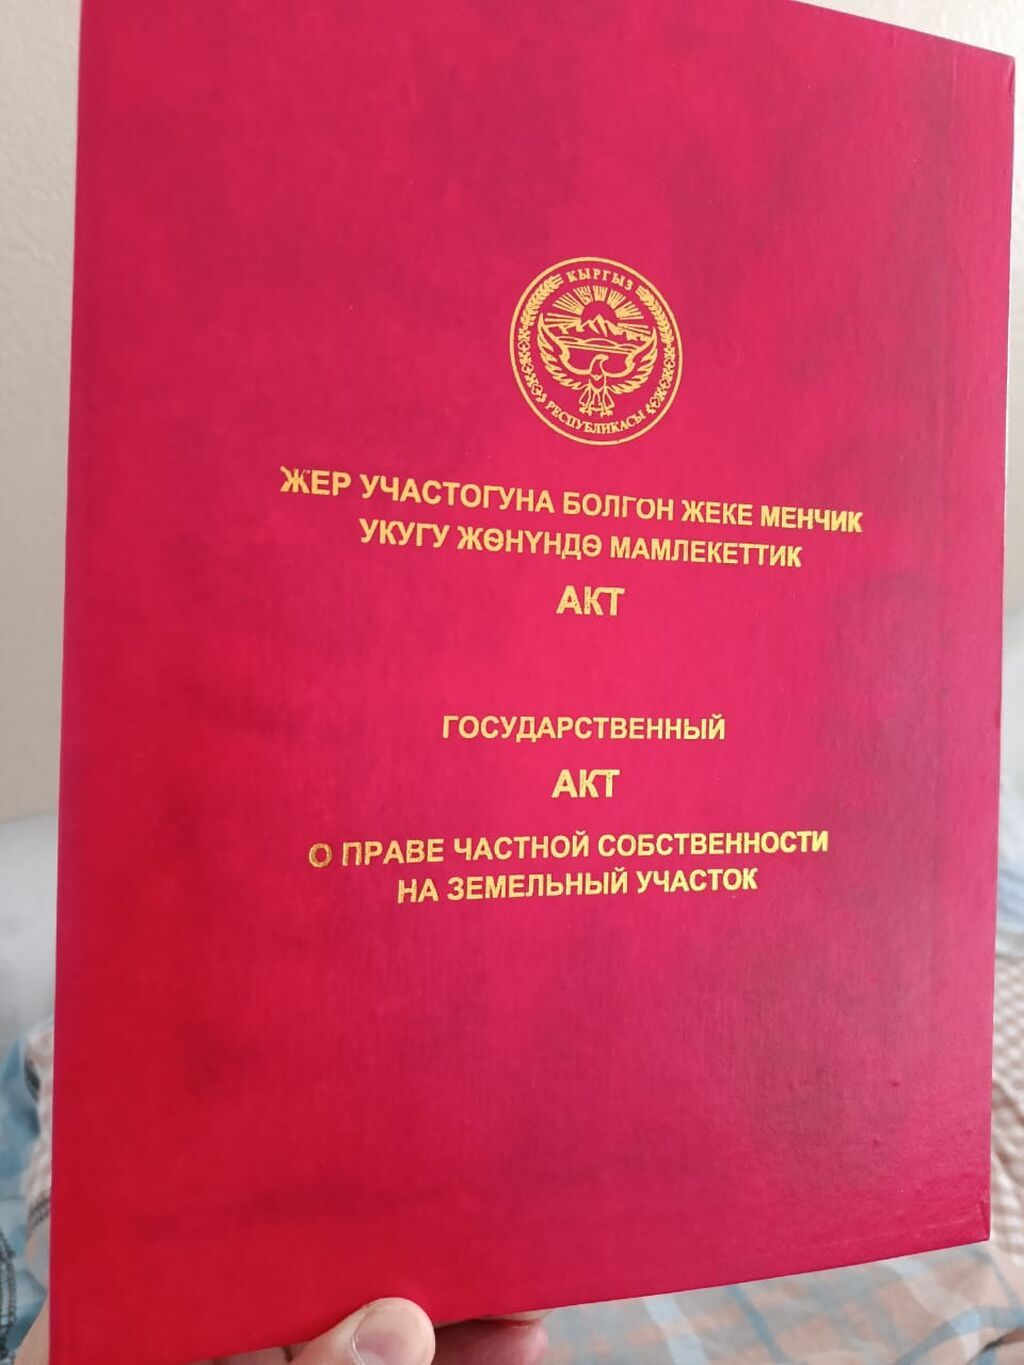 КЫРГЫЗ
РЕСПУБЛИКАСЫ
ЖЕР УЧАСТОГУНА БОЛГОН ЖЕКЕ МЕНЧИК
УКУГУ ЖӨНҮНДӨ МАМЛЕКЕТТИК
АКТ
ГОСУДАРСТВЕННЫЙ
АКТ
О ПРАВЕ ЧАСТНОЙ СОБСТВЕННОСТИ
НА ЗЕМЕЛЬНЫЙ УЧАСТОК